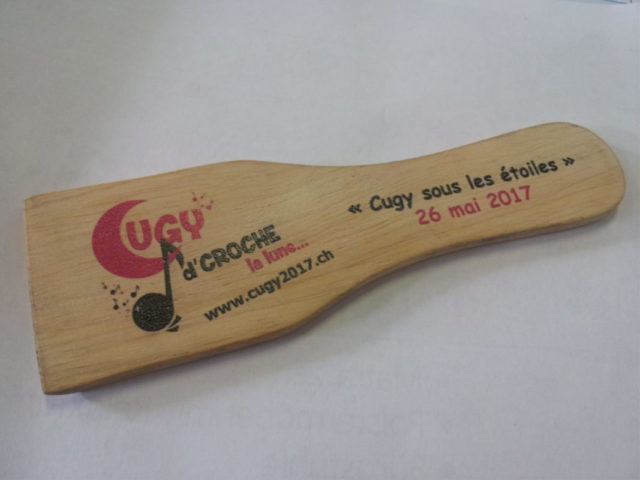 CUGY
d'CROCHE
la lune...
www.cugy2017.ch
« Cugy sous les étoiles »
26 mai 2017